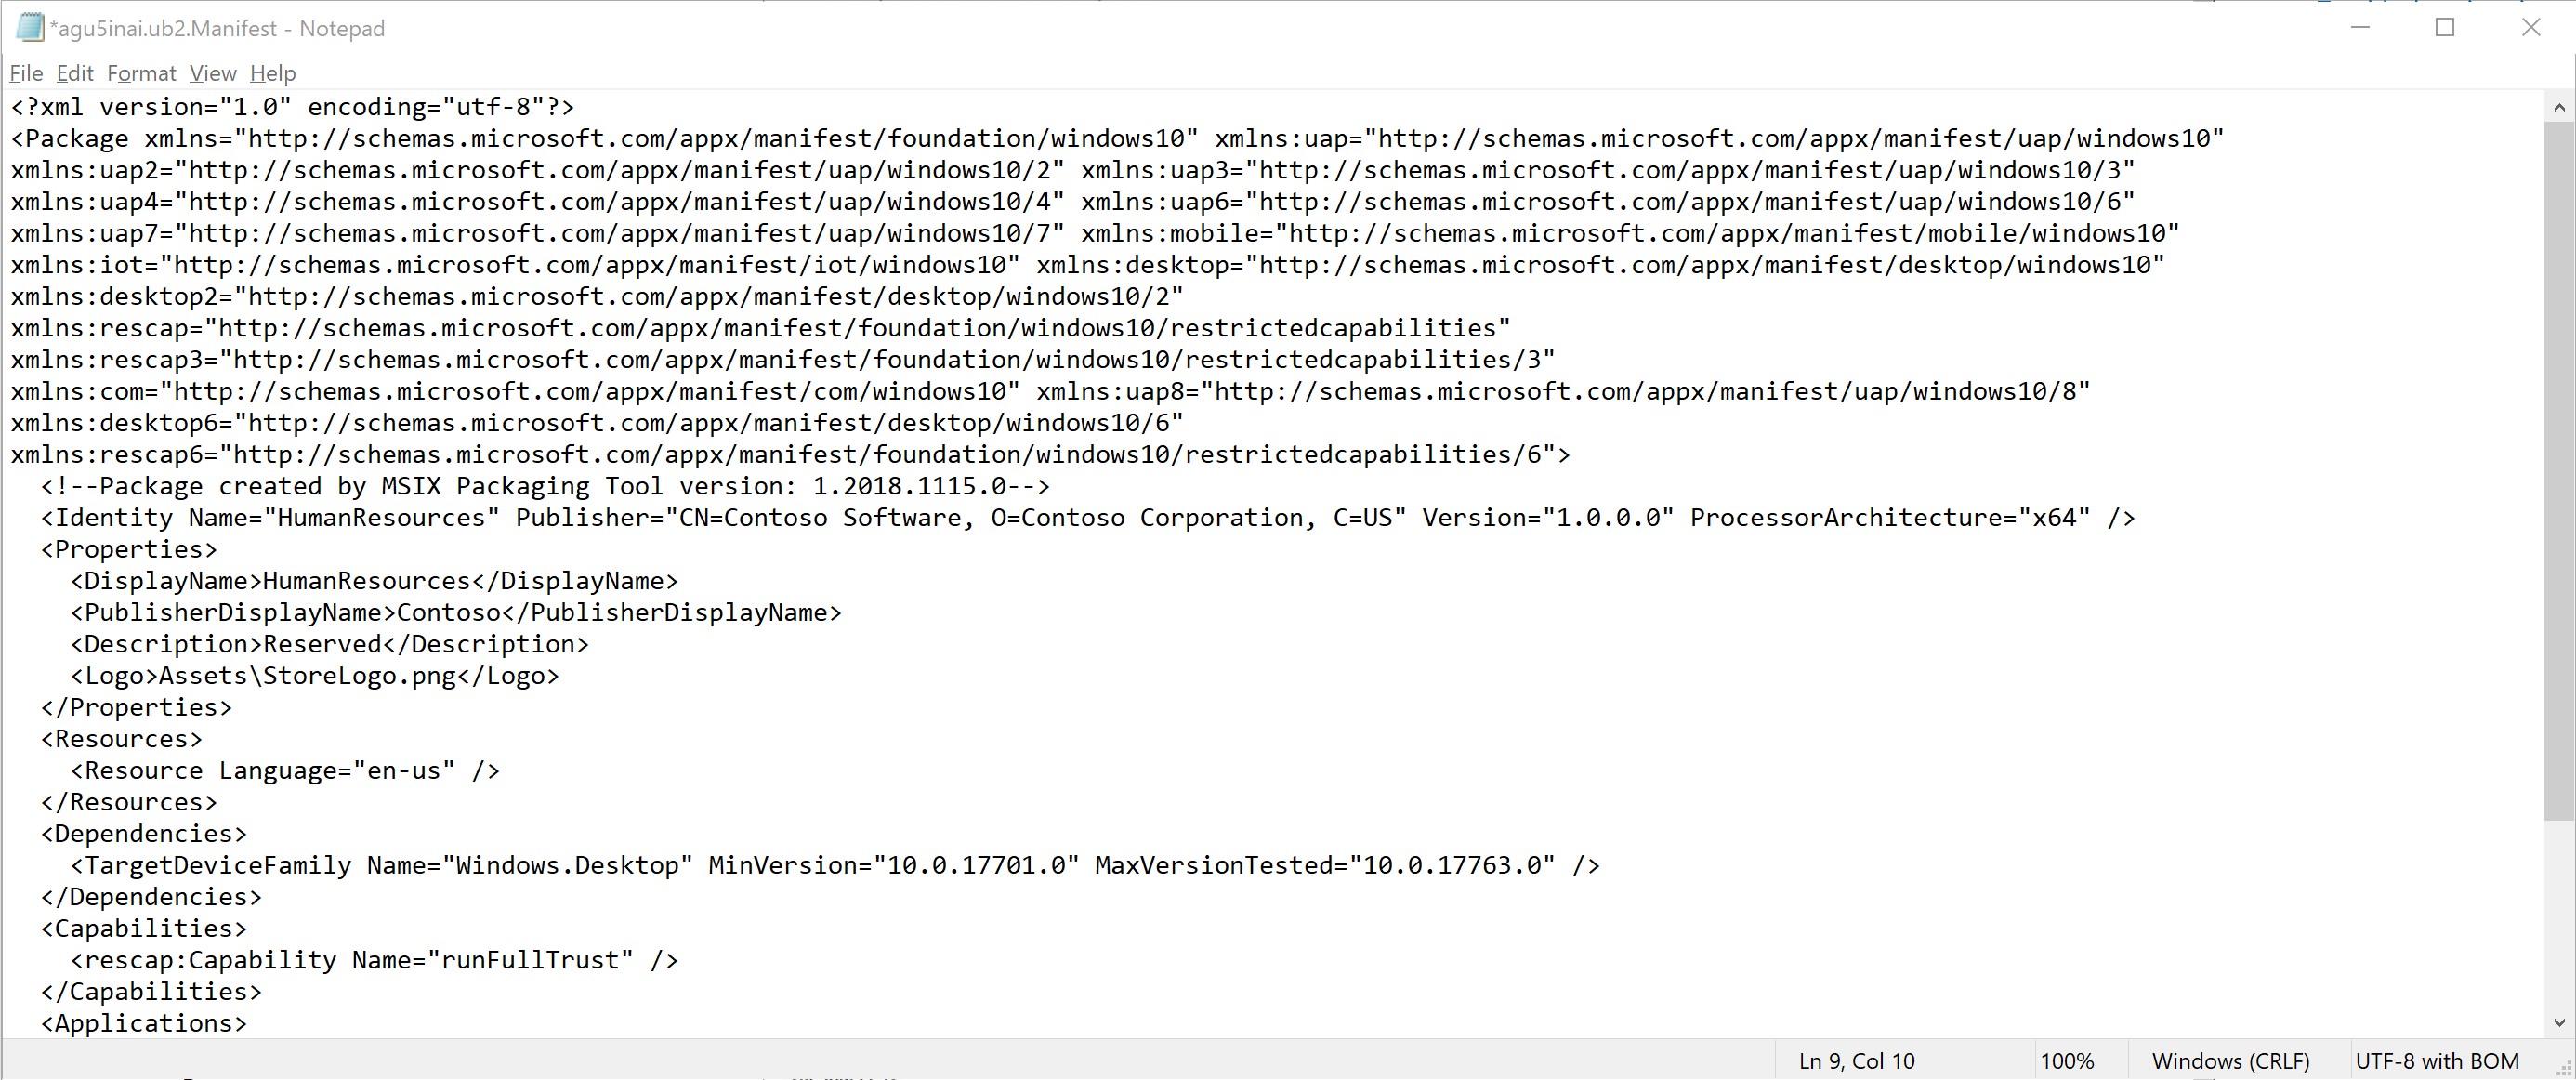 *agu5inai.ub2.Manifest - Notepad
File Edit Format View Help
<?xml version="1.0" encoding="utf-8"?>
<Package xmlns="http://schemas.microsoft.com/appx/manifest/foundation/windows10" xmlns:uap="http://schemas.microsoft.com/appx/manifest/uap/windows10"
xmlns:uap2="http://schemas.microsoft.com/appx/manifest/uap/windows10/2" xmlns:uap3="http://schemas.microsoft.com/appx/manifest/uap/windows10/3"
xmlns:uap4="http://schemas.microsoft.com/appx/manifest/uap/windows10/4" xmlns:uap6="http://schemas.microsoft.com/appx/manifest/uap/windows10/6"
xmlns:uap7="http://schemas.microsoft.com/appx/manifest/uap/windows10/7" xmlns:mobile="http://schemas.microsoft.com/appx/manifest/mobile/windows10"
xmlns:iot="http://schemas.microsoft.com/appx/manifest/iot/windows10" xmlns:desktop="http://schemas.microsoft.com/appx/manifest/desktop/windows10"
xmlns:desktop2="http://schemas.microsoft.com/appx/manifest/desktop/windows10/2"
xmlns:rescap="http://schemas.microsoft.com/appx/manifest/foundation/windows10/restrictedcapabilities"
xmlns:rescap3="http://schemas.microsoft.com/appx/manifest/foundation/windows10/restrictedcapabilities/3"
xmlns:com="http://schemas.microsoft.com/appx/manifest/com/windows10" xmlns:uap8="http://schemas.microsoft.com/appx/manifest/uap/windows10/8"
xmlns:desktop6="http://schemas.microsoft.com/appx/manifest/desktop/windows10/6"
xmlns:rescap6="http://schemas.microsoft.com/appx/manifest/foundation/windows10/restrictedcapabilities/6">
  <!--Package created by MSIX Packaging Tool version: 1.2018.1115.0-->
  <Identity Name="HumanResources" Publisher="CN=Contoso Software, O=Contoso Corporation, C=US" Version="1.0.0.0" ProcessorArchitecture="x64" />
  <Properties>
    <DisplayName>HumanResources</DisplayName>
    <PublisherDisplayName>Contoso</PublisherDisplayName>
    <Description>Reserved</Description>
    <Logo>Assets\StoreLogo.png</Logo>
  </Properties>
  <Resources>
    <Resource Language="en-us" />
  </Resources>
  <Dependencies>
    <TargetDeviceFamily Name="Windows.Desktop" MinVersion="10.0.17701.0" MaxVersionTested="10.0.17763.0" />
  </Dependencies>
  <Capabilities>
    <rescap:Capability Name="runFullTrust" />
  </Capabilities>
  <Applications>
Ln 9, Col 10 100% Windows (CRLF) UTF-8 with BOM